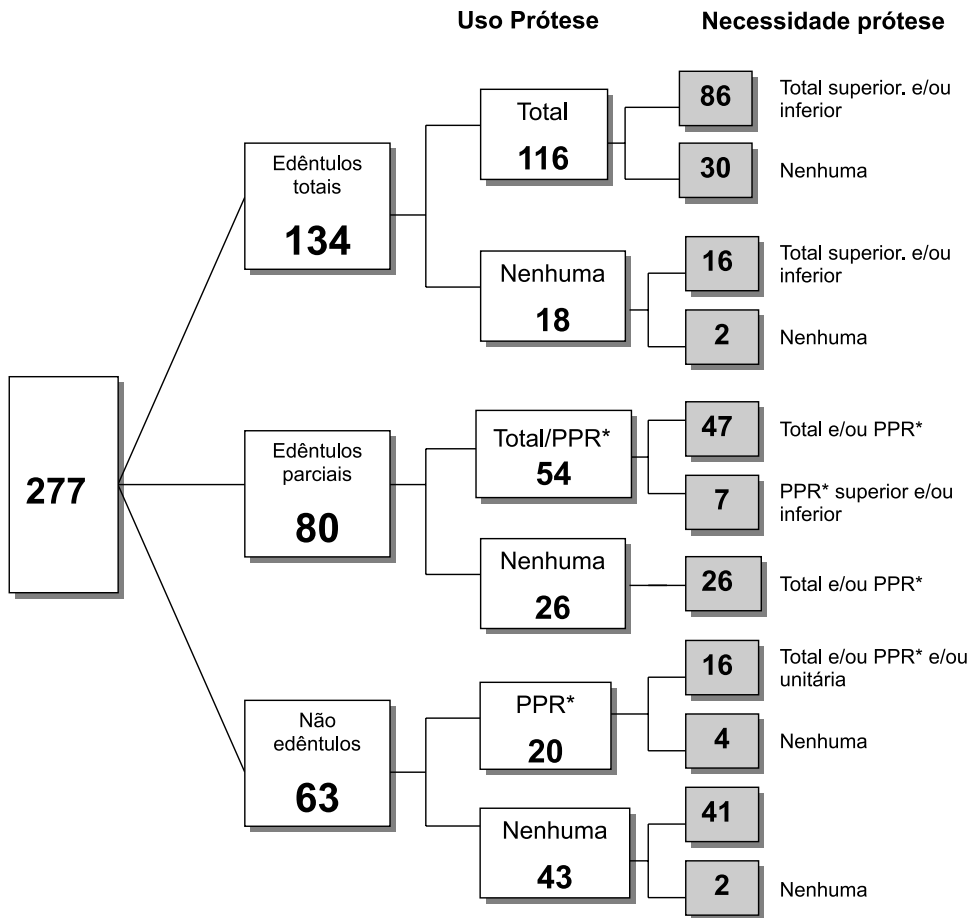 Uso Prótese
Necessidade prótese
277
Edêntulos
totais
134
Total
116
86
Total superior. e/ou
inferior
30
Nenhuma
Nenhuma
18
16
Total superior. e/ou
inferior
2
Nenhuma
Edêntulos
parciais
80
Total/PPR*
54
47
Total e/ou PPR*
7
PPR* superior e/ou
inferior
Nenhuma
26
26
Total e/ou PPR*
Não
edêntulos
63
PPR*
20
16
Total e/ou PPR* e/ou
unitária
4
Nenhuma
Nenhuma
43
41
2
Nenhuma